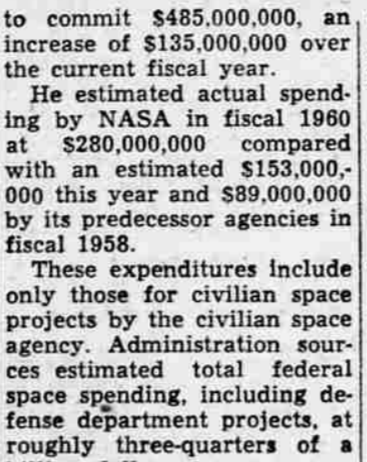 to commit $485,000,000, an
increase of $135,000,000 over
the current fiscal year.
He estimated actual spend-
ing by NASA in fiscal 1960
at $280,000,000 compared
with an estimated $153,000,-
000 this year and $89,000,000
by its predecessor agencies in
fiscal 1958.
These expenditures include
only those for civilian space
projects by the civilian space
agency. Administration sour-
ces estimated total federal
space spending, including de-
fense department projects, at
roughly three-quarters of a